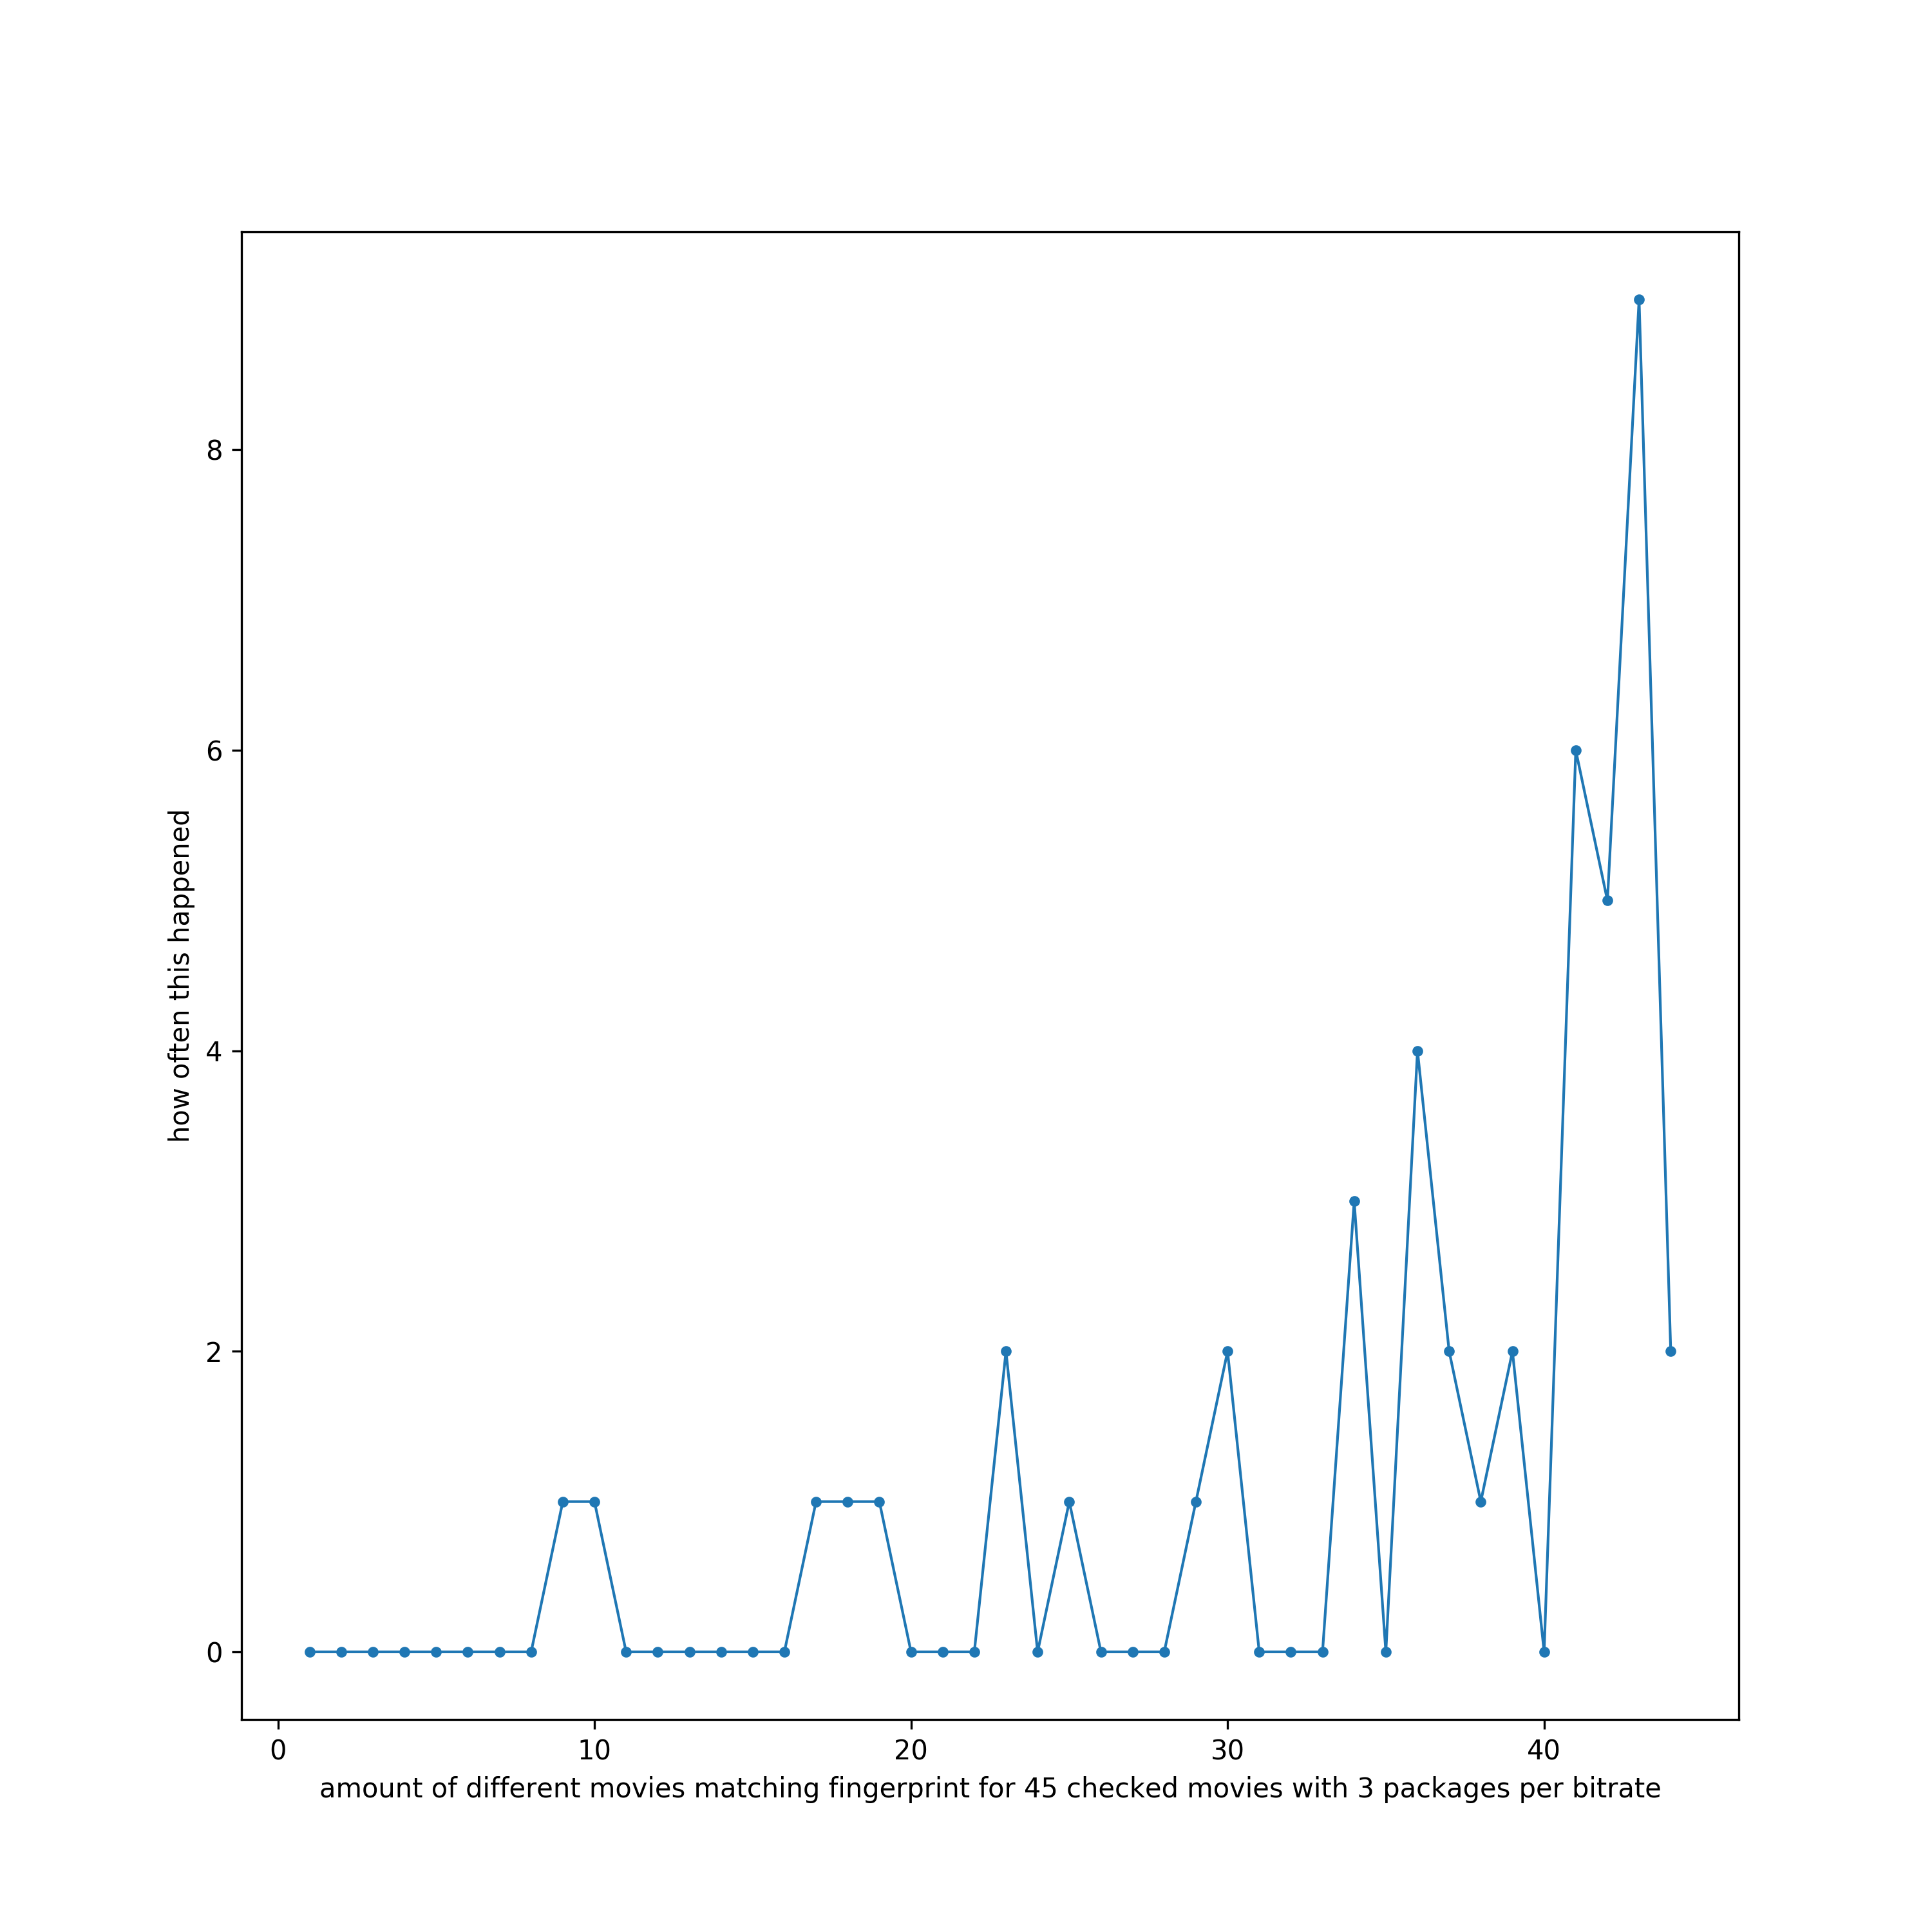 8
6
4
2
0
how often this happened
0 10 20 30 40
amount of different movies matching fingerprint for 45 checked movies with 3 packages per bitrate